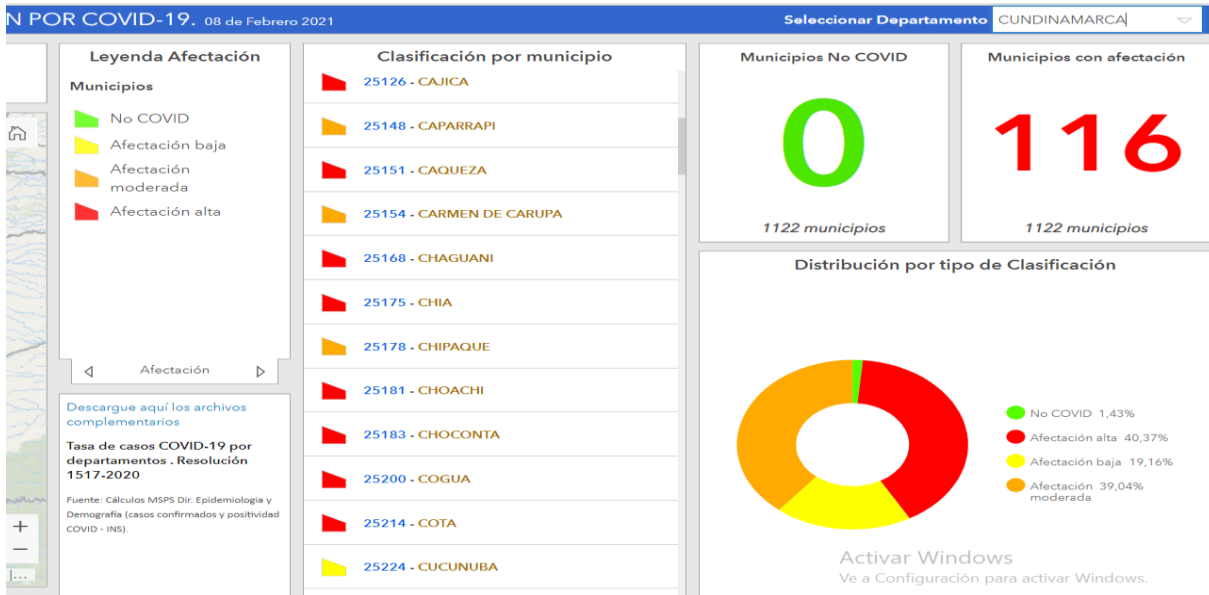 N POR COVID-19. 08 de Febrero 2021
Seleccionar Departamento CUNDINAMARCA
Leyenda Afectación
Municipios
No COVID
Afectación baja
Afectación
moderada
Afectación alta
Afectación
Descargue aquí los archivos
complementarios
Tasa de casos COVID-19 por
departamentos . Resolución
1517-2020
Fuente: Cálculos MSPS Dir. Epidemiologia y
Demografía (casos confirmados y positividad
COVID - INS).
Clasificación por municipio
25126 - CAJICA
25148 - CAPARRAPI
25151 - CAQUEZA
25154 - CARMEN DE CARUPA
25168 - CHAGUANI
25175 - CHIA
25178 - CHIPAQUE
25181 - CHOACHI
25183 - CHOCONTA
25200 - COGUA
25214 - COTA
25224 - CUCUNUBA
Municipios No COVID
0
1122 municipios
Municipios con afectación
116
1122 municipios
Distribución por tipo de Clasificación
No COVID 1,43%
Afectación alta 40,37%
Afectación baja 19,16%
Afectación 39,04%
moderada
Activar Windows
Ve a Configuración para activar Windows.
+
−
|...